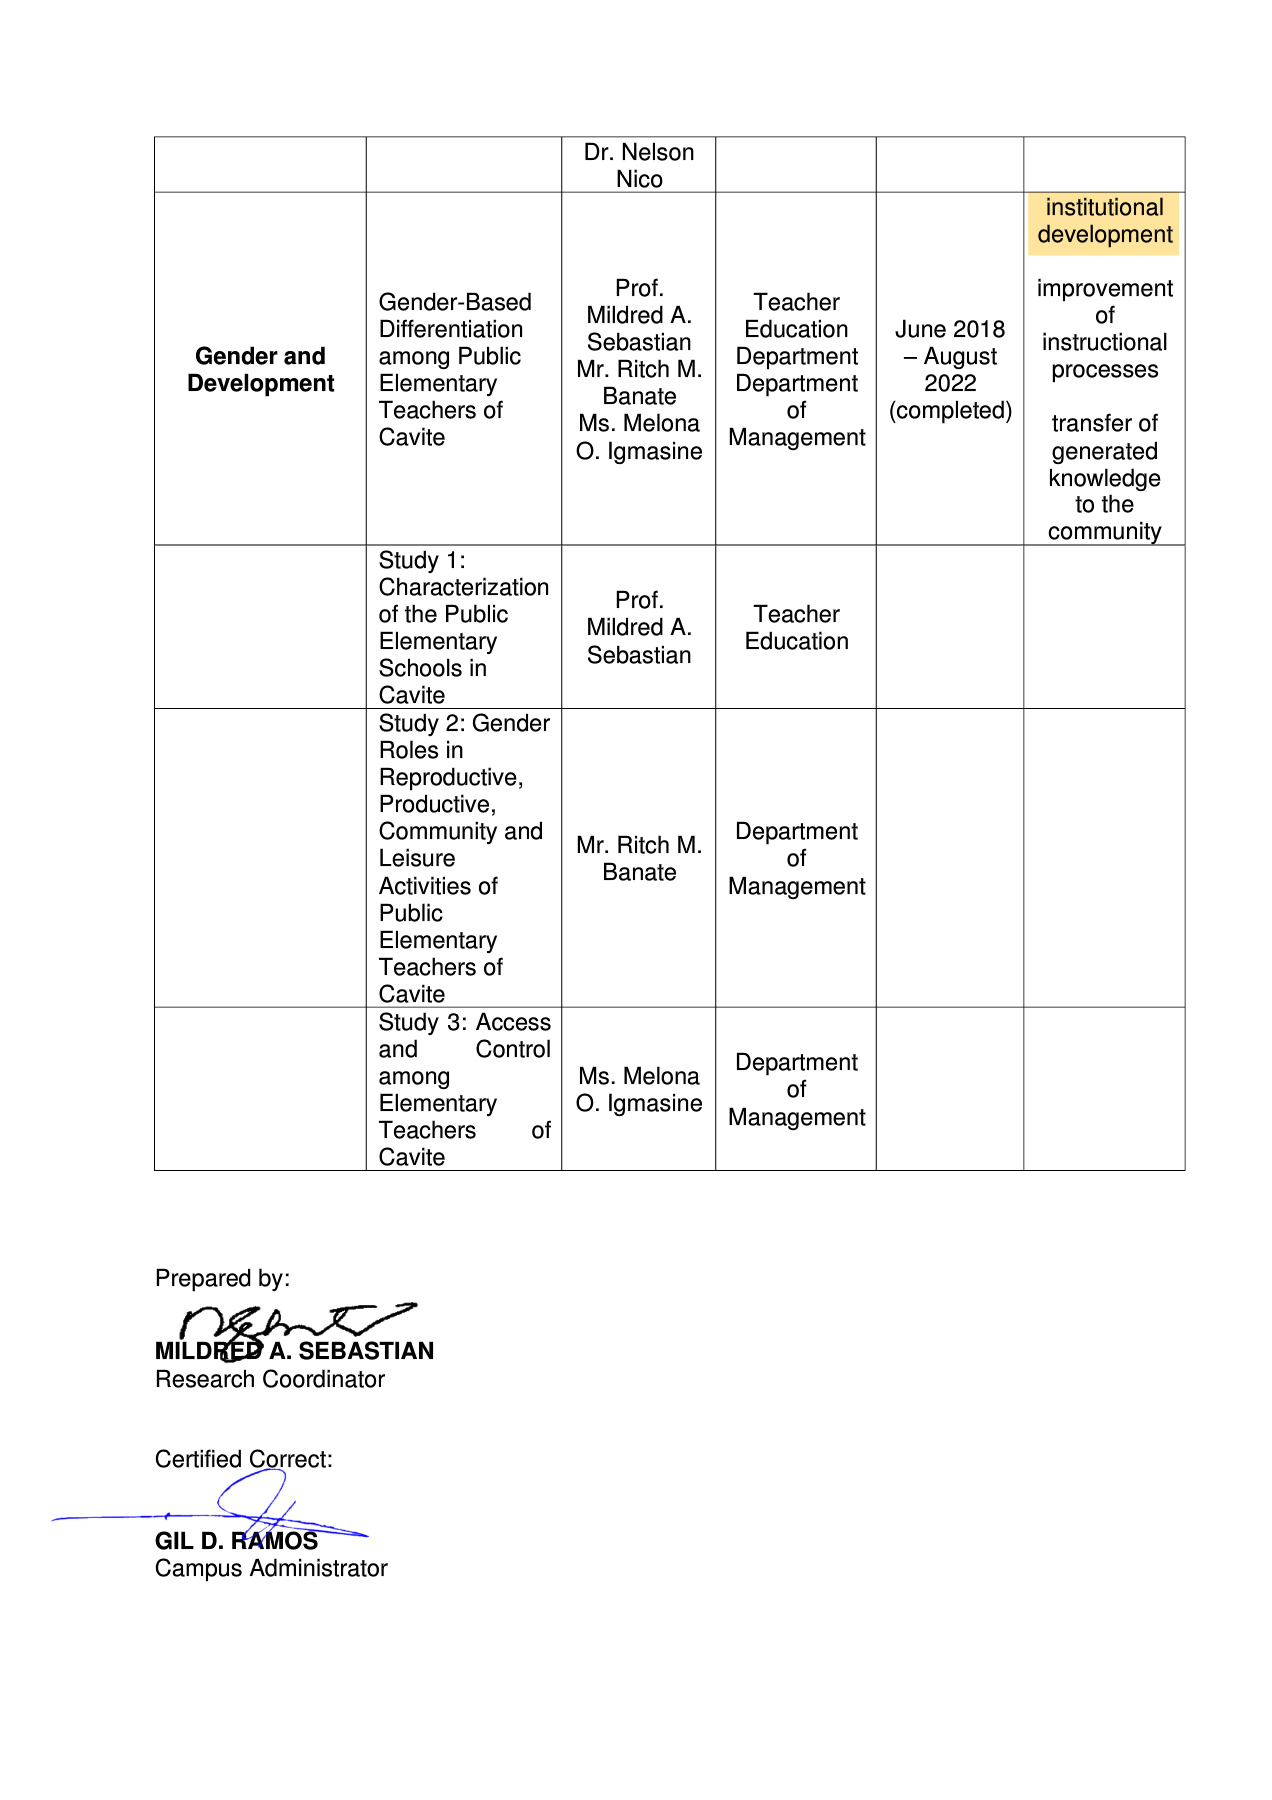 Dr. Nelson
Nico
Gender and
Development
Gender-Based
Differentiation
among Public
Elementary
Teachers of
Cavite
Prof.
Mildred A.
Sebastian
Mr. Ritch M.
Banate
Ms. Melona
O. Igmasine
Teacher
Education
Department
Department
of
Management
June 2018
– August
2022
(completed)
institutional
development
improvement
of
instructional
processes
transfer of
generated
knowledge
to the
community
Study 1:
Characterization
of the Public
Elementary
Schools in
Cavite
Prof.
Mildred A.
Sebastian
Teacher
Education
Study 2: Gender
Roles in
Reproductive,
Productive,
Community and
Leisure
Activities of
Public
Elementary
Teachers of
Cavite
Mr. Ritch M.
Banate
Department
of
Management
Study 3: Access
and Control
among
Elementary
Teachers of
Cavite
Ms. Melona
O. Igmasine
Department
of
Management
Prepared by:
MILDRED A. SEBASTIAN
Research Coordinator
Certified Correct:
GIL D. RAMOS
Campus Administrator